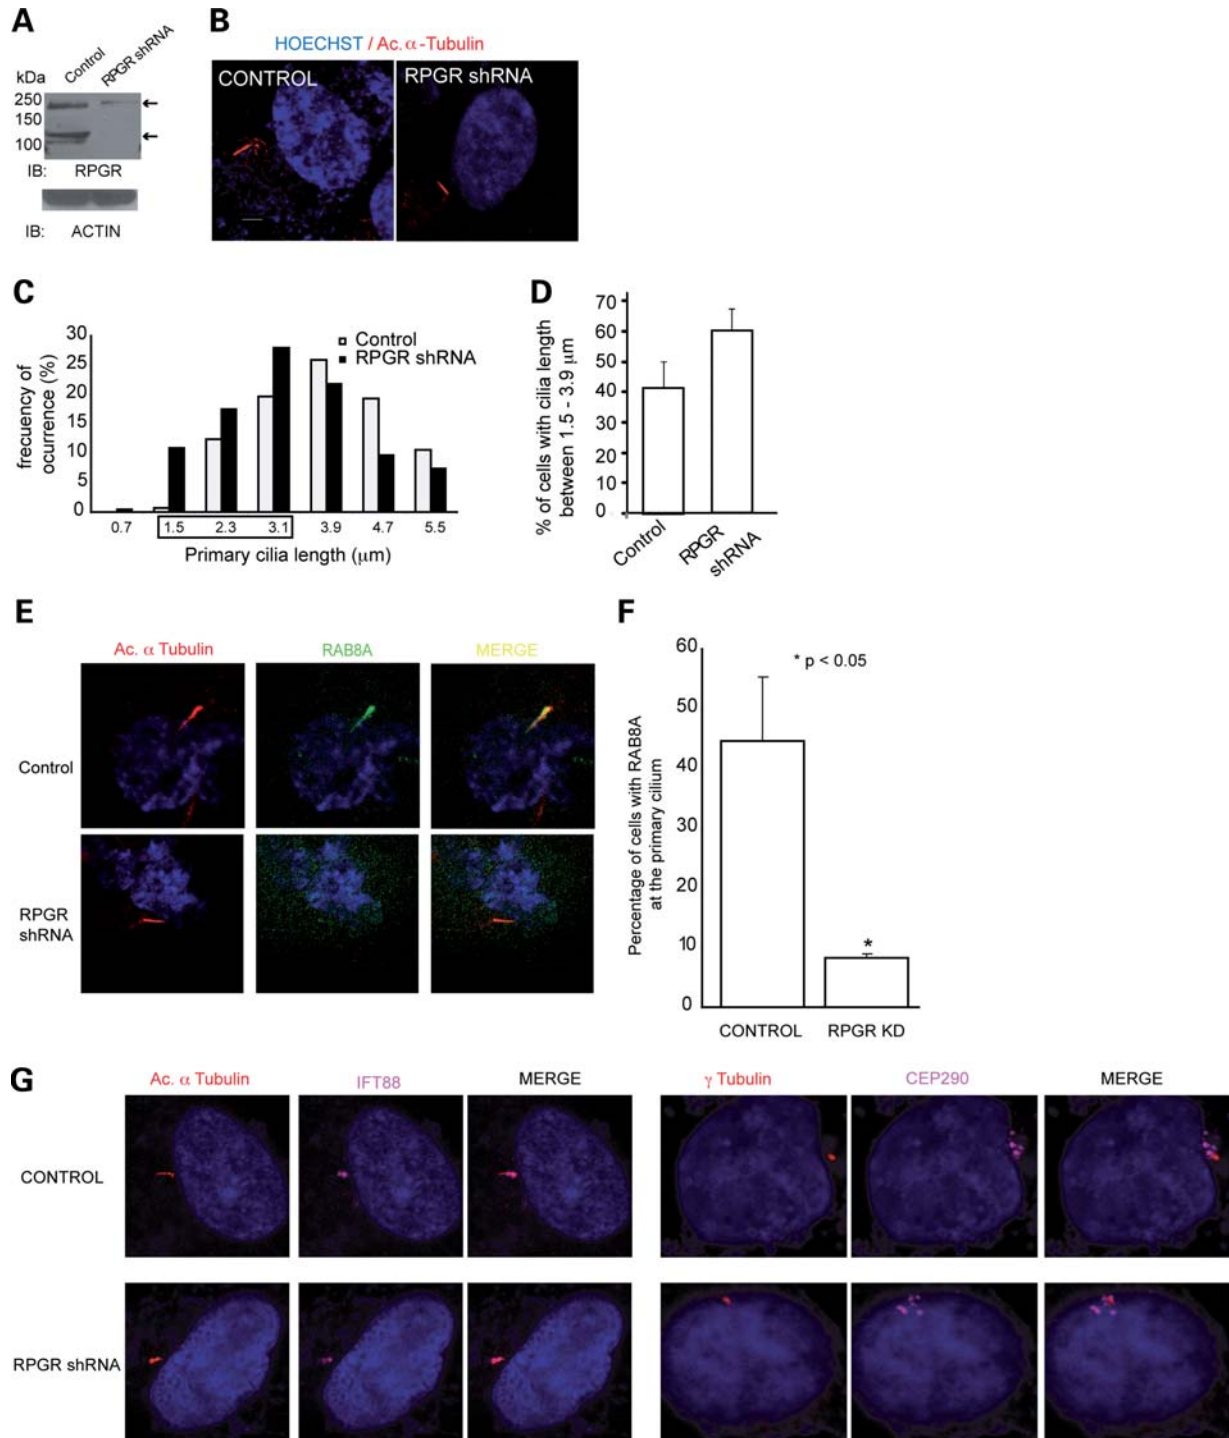 A
Control
RPGR shRNA
kDa
250
150
100
IB: RPGR
IB: ACTIN
B
HOECHST / Ac. α-Tubulin
CONTROL
RPGR shRNA
C
frecuency of
ocurrence (%)
30
25
20
15
10
5
0
Control
RPGR shRNA
0.7 1.5 2.3 3.1 3.9 4.7 5.5
Primary cilia length (μm)
D
% of cells with cilia length
between 1.5 - 3.9 μm
70
60
50
40
30
20
10
0
Control
RPGR
shRNA
E
Ac. α Tubulin RAB8A MERGE
Control
RPGR
shRNA
F
Percentage of cells with RAB8A
at the primary cilium
60
50
40
30
20
10
0
* p < 0.05
*
CONTROL RPGR KD
G
Ac. α Tubulin IFT88 MERGE γ Tubulin CEP290 MERGE
CONTROL
RPGR shRNA